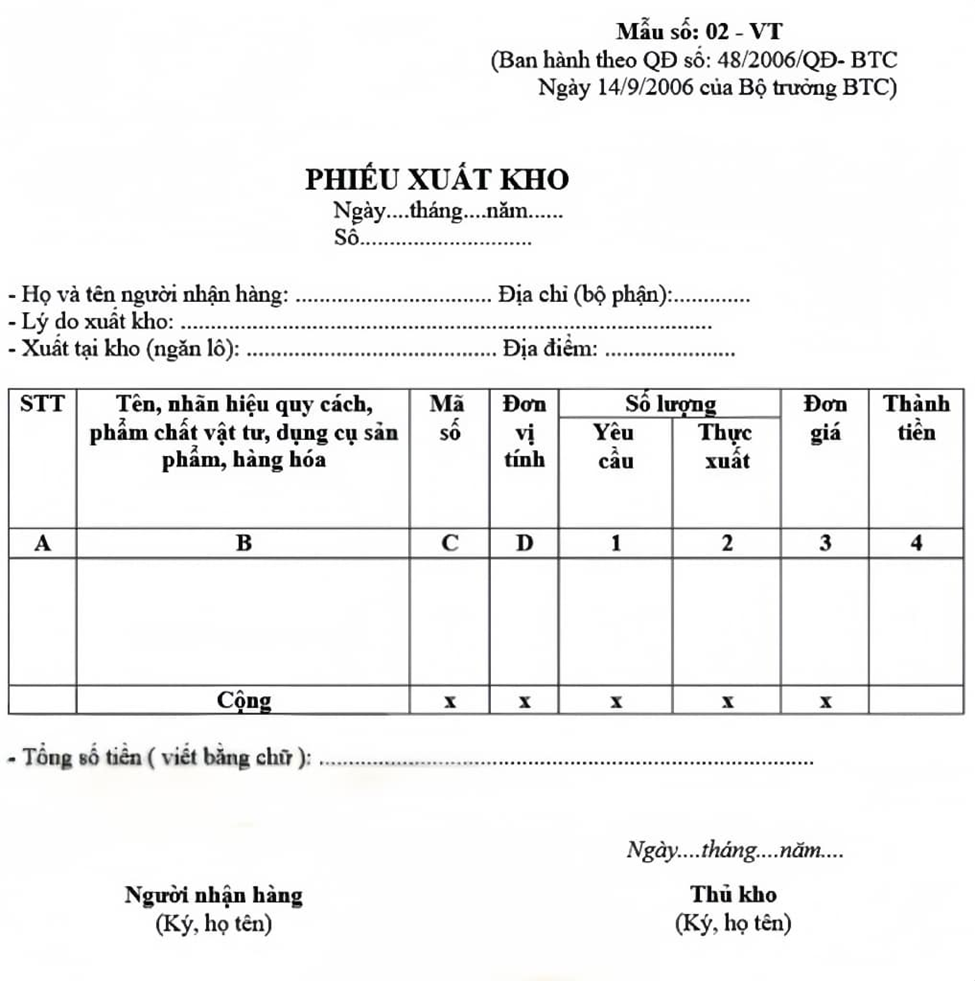 Mẫu số: 02 - VT
(Ban hành theo QĐ số: 48/2006/QĐ- BTC
Ngày 14/9/2006 của Bộ trưởng BTC)
PHIẾU XUẤT KHO
Ngày....tháng....năm......
Số.............................
- Họ và tên người nhận hàng: ................................. Địa chỉ (bộ phận):.............
- Lý do xuất kho: .........................................................................................
- Xuất tại kho (ngăn lô): .......................................... Địa điểm: ......................
STT Tên, nhãn hiệu quy cách, phẩm chất vật tư, dụng cụ sản phẩm, hàng hóa Mã số Đơn vị tính Số lượng Đơn giá Thành tiền
Yêu cầu Thực xuất
A B C D 1 2 3 4
Cộng x x x x x
- Tổng số tiền ( viết bằng chữ ): ...................................................................................
Ngày....tháng....năm....
Người nhận hàng Thủ kho
(Ký, họ tên) (Ký, họ tên)